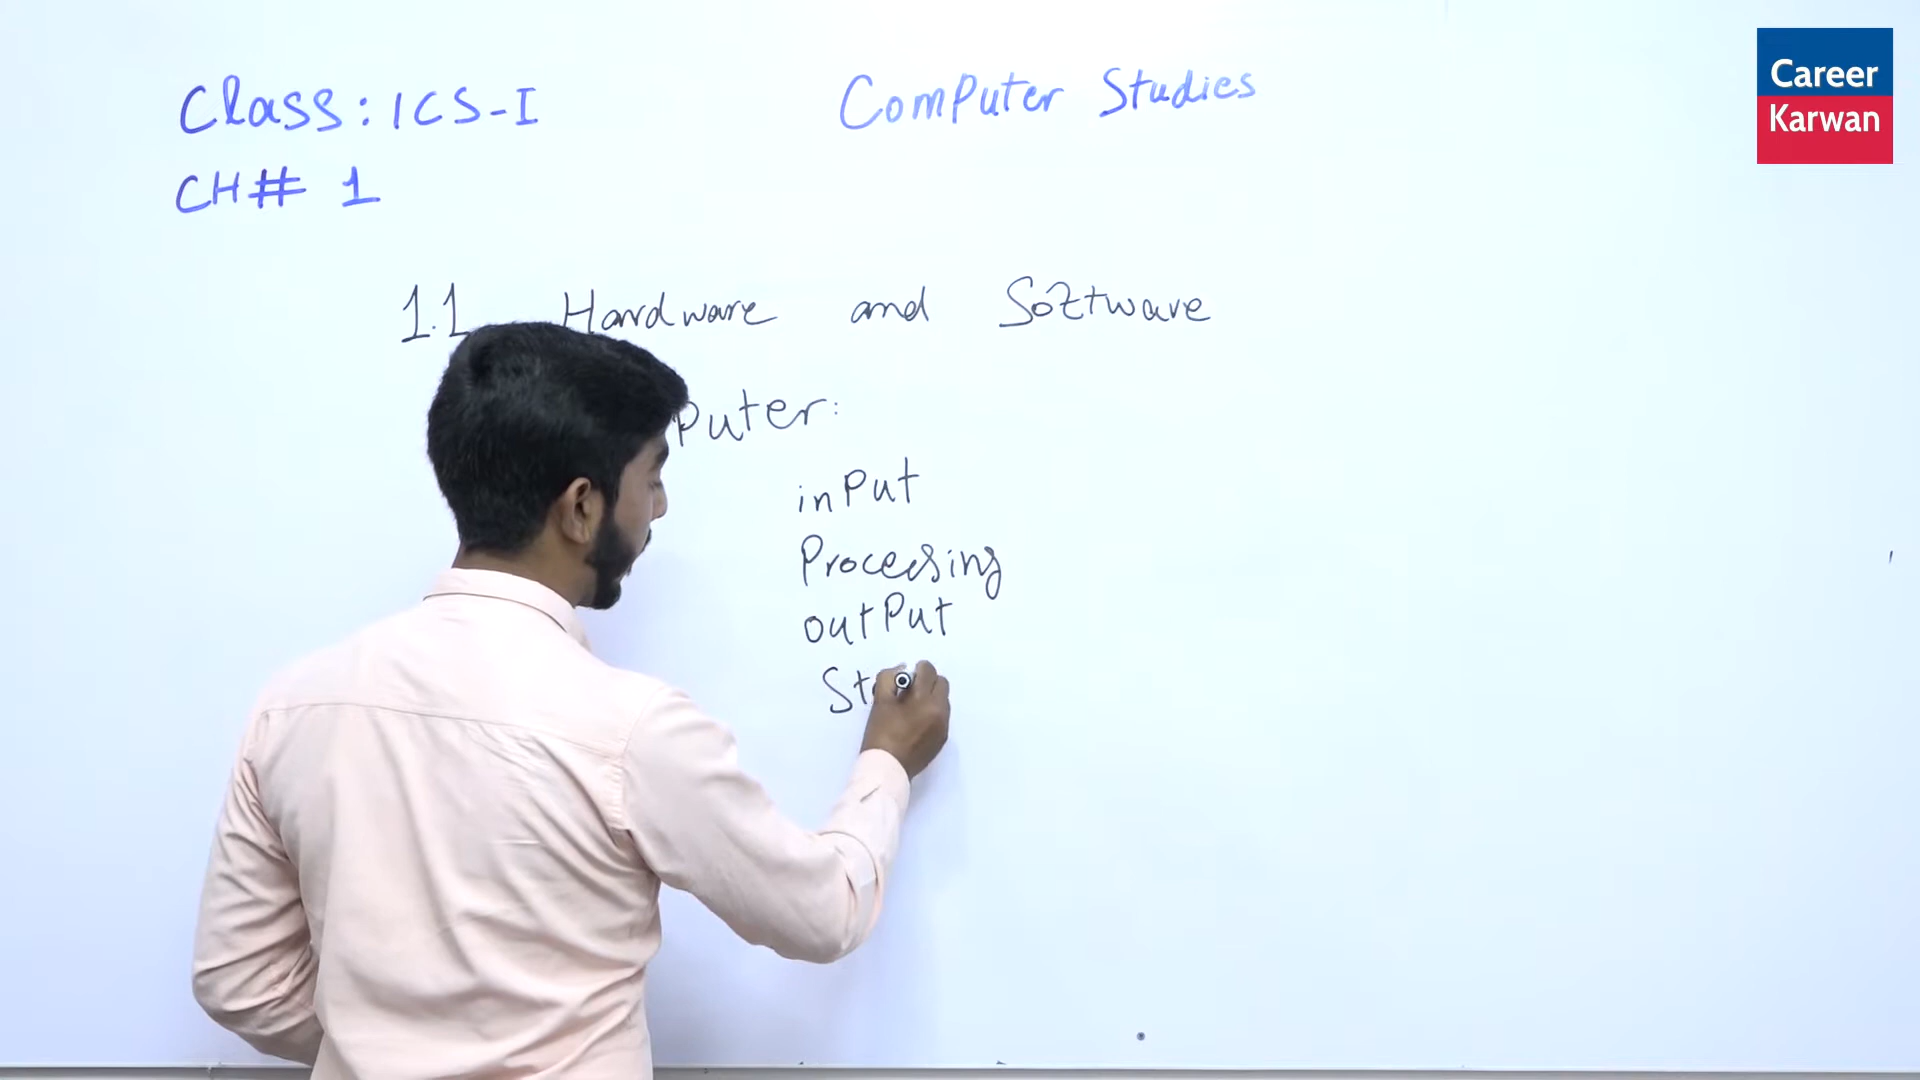 Class: ICS-I
Computer Studies
Career
Karwan
CH# 1
1.1 Hardware and Software
puter:
inPut
Processing
outPut
St